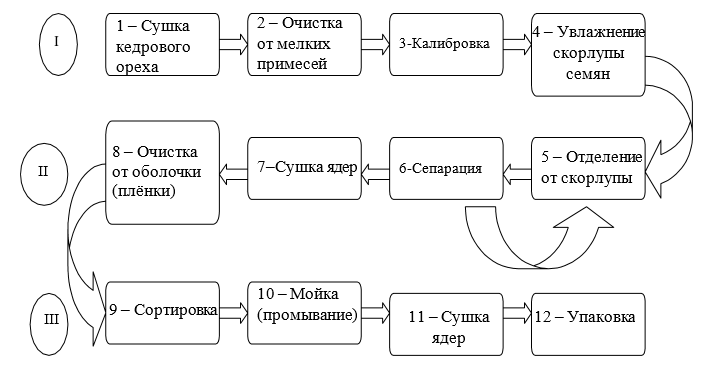 I
1 – Сушка
кедрового
ореха
2 – Очистка
от мелких
примесей
3-Калибровка
4 – Увлажнение
скорлупы
семян
II
8 – Очистка
от оболочки
(плёнки)
7–Сушка ядер
6-Сепарация
5 – Отделение
от скорлупы
III
9 – Сортировка
10 – Мойка
(промывание)
11 – Сушка
ядер
12 – Упаковка